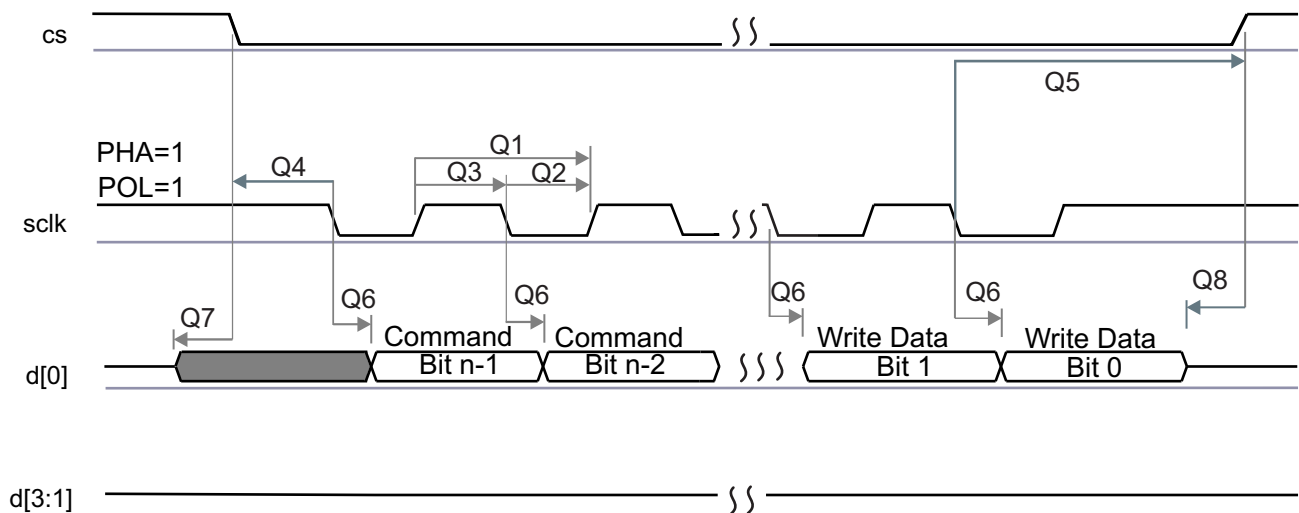 cs
Q5
PHA=1
POL=1
Q4
Q1
Q3
Q2
sclk
Q7
Q6
Q6
Q6
Q6
Q8
d[0]
Command
Bit n-1
Command
Bit n-2
Write Data
Bit 1
Write Data
Bit 0
d[3:1]